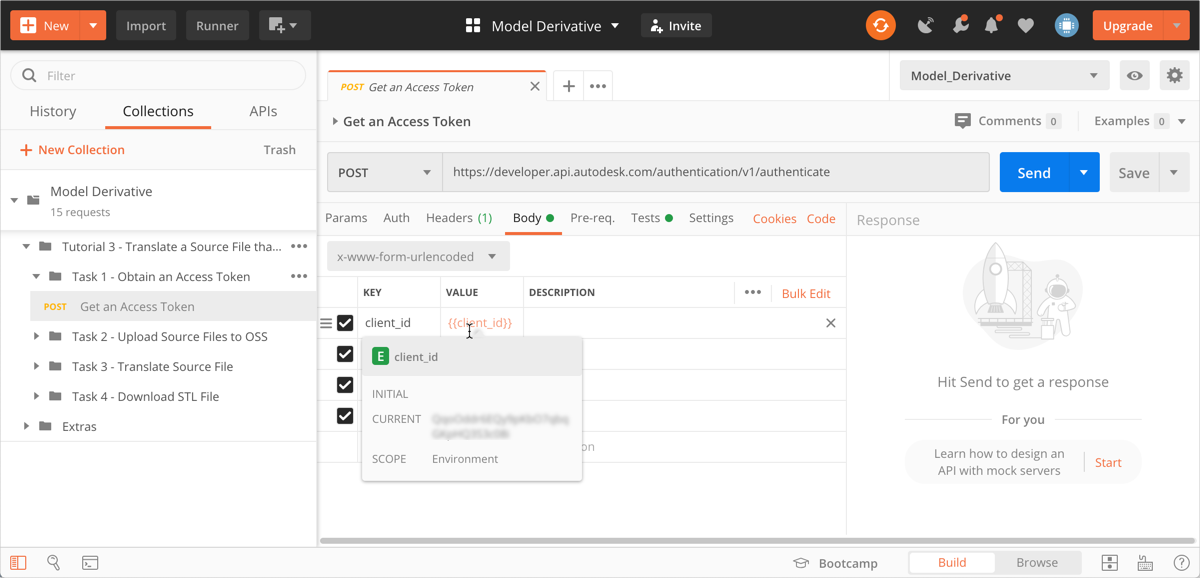 New
Import
Runner
Model Derivative
Invite
Upgrade
Filter
History
Collections
APIs
+ New Collection
Trash
Model Derivative
15 requests
Tutorial 3 - Translate a Source File tha...
Task 1 - Obtain an Access Token
POST Get an Access Token
Task 2 - Upload Source Files to OSS
Task 3 - Translate Source File
Task 4 - Download STL File
Extras
POST Get an Access Token
Model_Derivative
Get an Access Token
Comments 0
Examples 0
POST
https://developer.api.autodesk.com/authentication/v1/authenticate
Send
Save
Params
Auth
Headers (1)
Body
Pre-req.
Tests
Settings
Cookies
Code
x-www-form-urlencoded
KEY
VALUE
DESCRIPTION
Bulk Edit
client_id
{{client_id}}
E client_id
INITIAL
CURRENT
SCOPE Environment
on
Response
Hit Send to get a response
For you
Learn how to design an
API with mock servers
Start
Bootcamp
Build
Browse